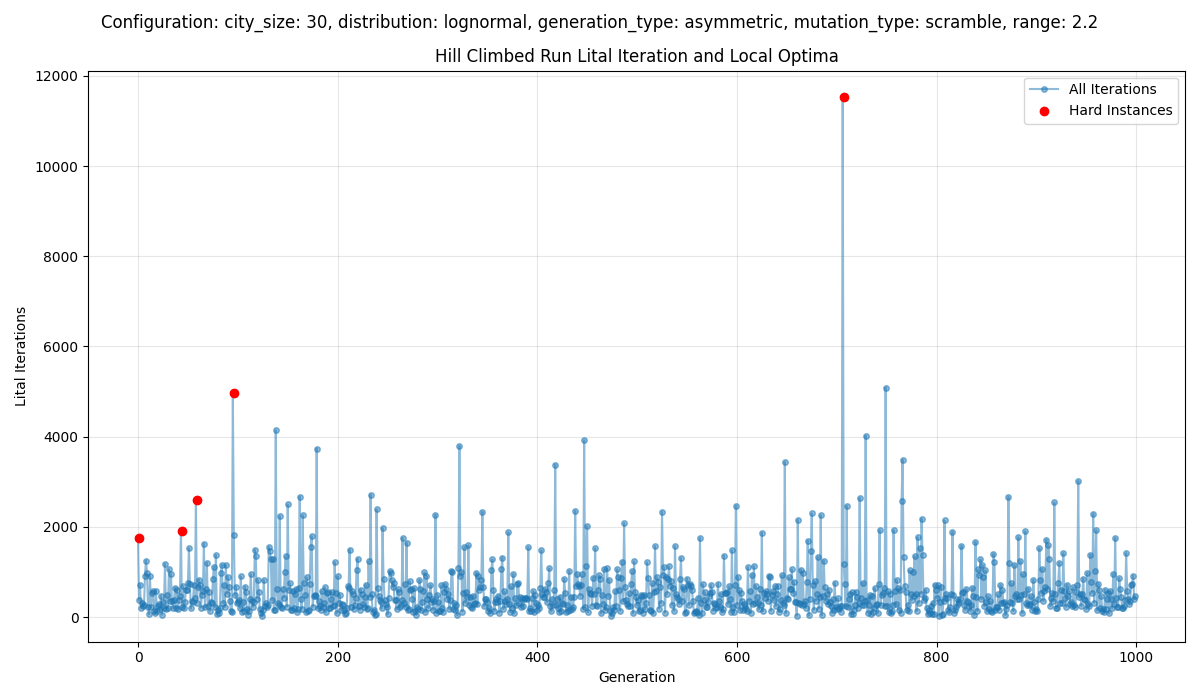 Configuration: city_size: 30, distribution: lognormal, generation_type: asymmetric, mutation_type: scramble, range: 2.2
Hill Climbed Run Lital Iteration and Local Optima
12000
10000
8000
6000
4000
2000
0
Lital Iterations
All Iterations
Hard Instances
0 200 400 600 800 1000
Generation